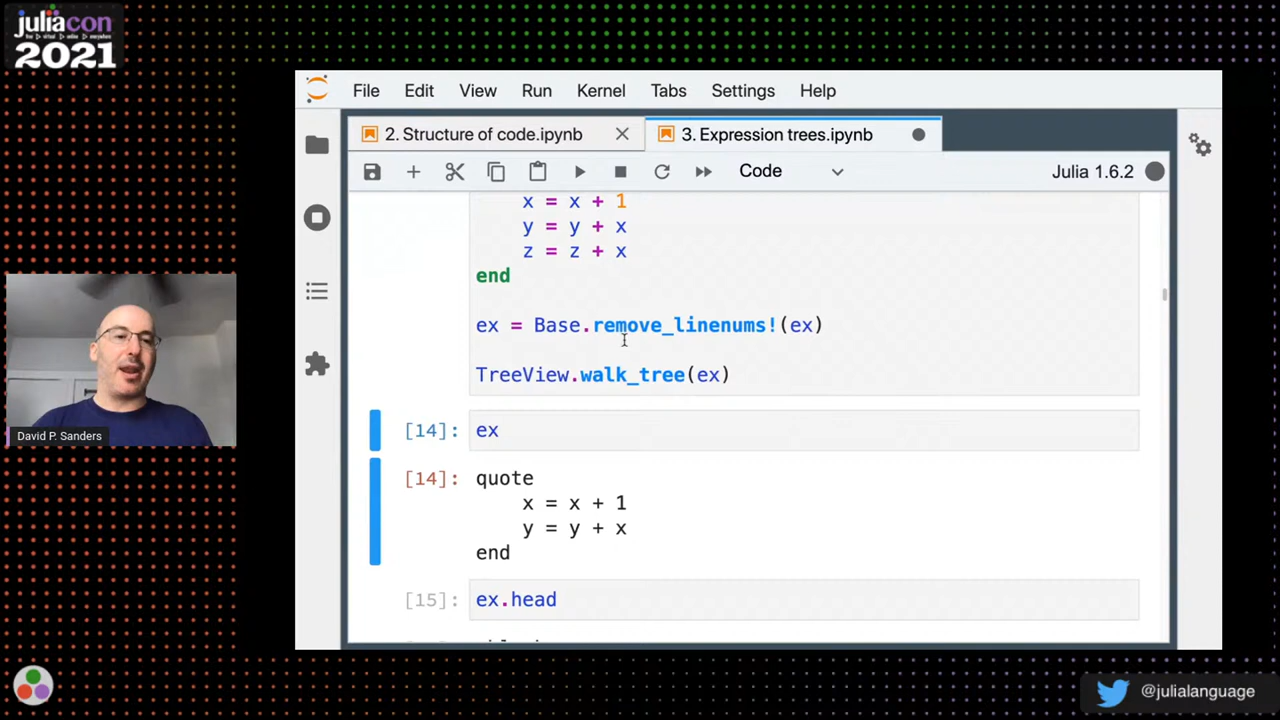 juliacon
2021
File Edit View Run Kernel Tabs Settings Help
2. Structure of code.ipynb
3. Expression trees.ipynb
Code
Julia 1.6.2
x = x + 1
y = y + x
z = z + x
end
ex = Base.remove_linenums!(ex)
TreeView.walk_tree(ex)
[14]: ex
[14]: quote
x = x + 1
y = y + x
end
[15]: ex.head
David P. Sanders
@julialanguage